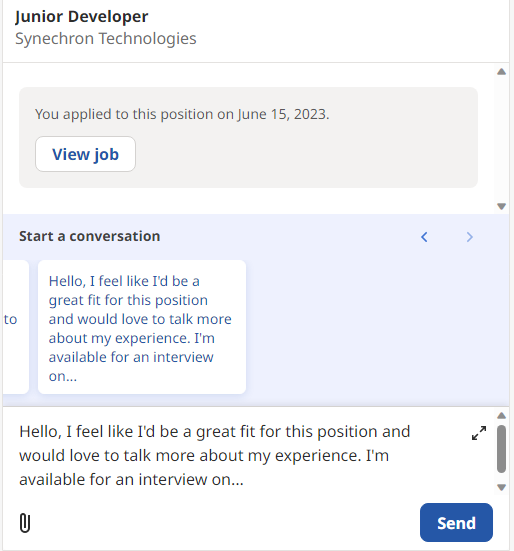 Junior Developer
Synechron Technologies
You applied to this position on June 15, 2023.
View job
Start a conversation
to
Hello, I feel like I'd be a
great fit for this position
and would love to talk more
about my experience. I'm
available for an interview
on...
Hello, I feel like I'd be a great fit for this position and
would love to talk more about my experience. I'm
available for an interview on...
Send